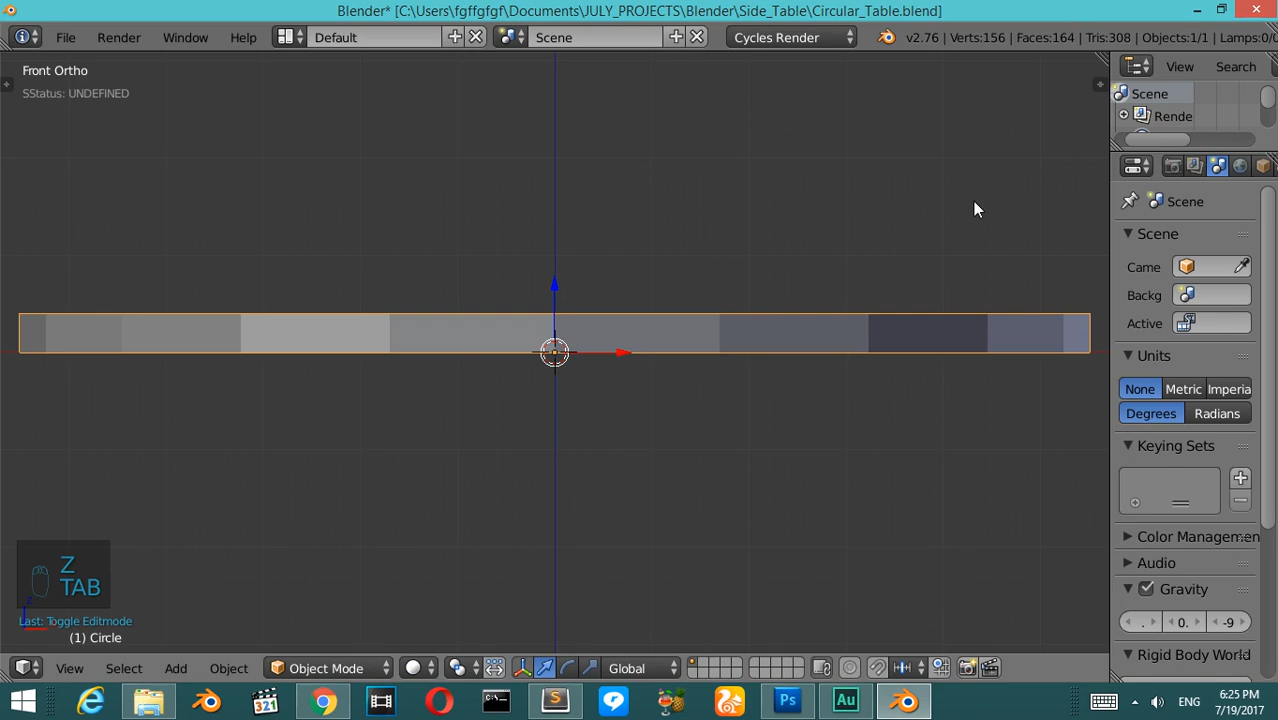 Blender* [C:\Users\fgffgfgf\Documents\JULY_PROJECTS\Blender\Side_Table\Circular_Table.blend]
File Render Window Help Default Scene Cycles Render v2.76 | Verts:156 | Faces:164 | Tris:308 | Objects:1/1 | Lamps:0/0
Front Ortho
SStatus: UNDEFINED
View Search
Scene
Rende
Scene
Scene
Came
Backg
Active
Units
None Metric Imperia
Degrees Radians
Keying Sets
Color Managemen
Audio
Gravity
. 0. -9
Rigid Body World
Z
TAB
Last: Toggle Editmode
(1) Circle
View Select Add Object Object Mode Global
321
Ps Au
ENG
6:25 PM
7/19/2017